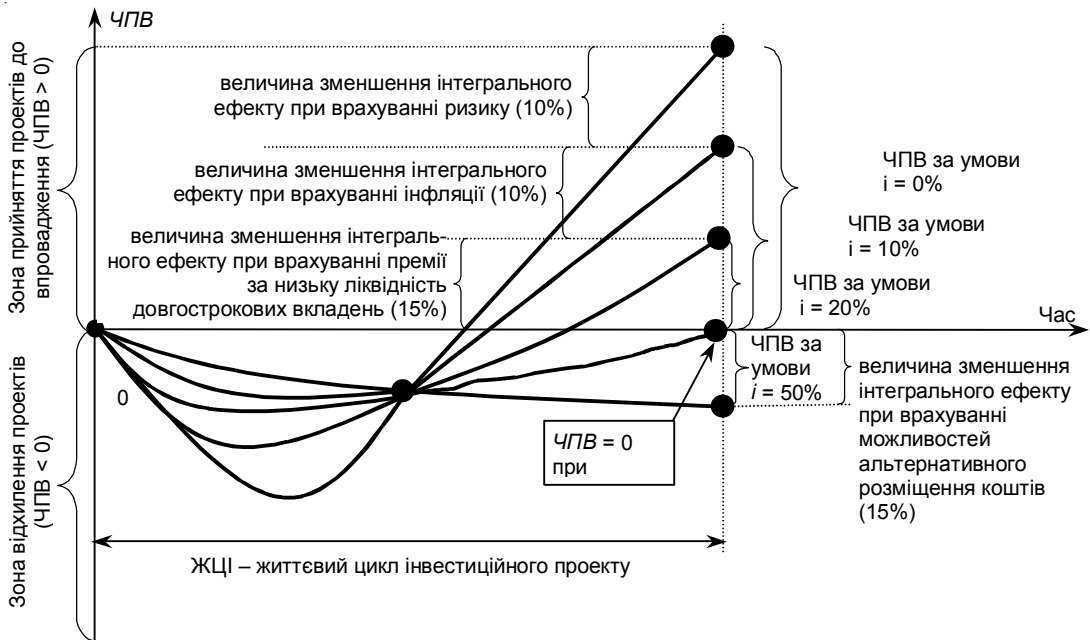 ЧПВ
Зона прийняття проектів до
впровадження (ЧПВ > 0)
величина зменшення інтегрального
ефекту при врахуванні ризику (10%)
величина зменшення інтегрального
ефекту при врахуванні інфляції (10%)
величина зменшення інтеграль-
ного ефекту при врахуванні премії
за низьку ліквідність
довгострокових вкладень (15%)
ЧПВ за умови
i = 0%
ЧПВ за умови
i = 10%
ЧПВ за умови
i = 20%
Час
0
Зона відхилення проектів
(ЧПВ < 0)
ЧПВ за
умови
i = 50%
величина зменшення
інтегрального ефекту
при врахуванні
можливостей
альтернативного
розміщення коштів
(15%)
ЧПВ = 0
при
ЖЦІ – життєвий цикл інвестиційного проекту